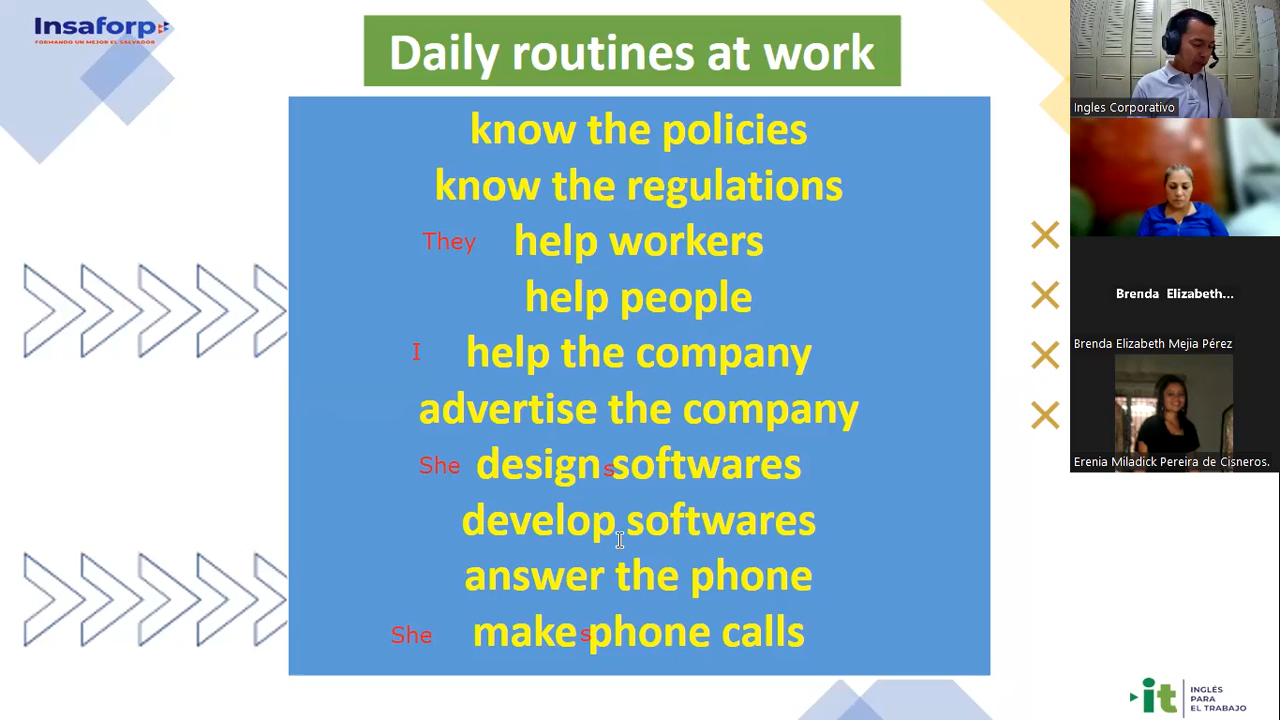 Insaforp
FORMANDO UN MEJOR EL SALVADOR
Daily routines at work
know the policies
know the regulations
They help workers
help people
I help the company
advertise the company
She design s softwares
develop softwares
answer the phone
She make s phone calls
Ingles Corporativo
Brenda Elizabeth...
Brenda Elizabeth Mejia Pérez
Erenia Miladick Pereira de Cisneros.
it INGLÉS
PARA
EL TRABAJO